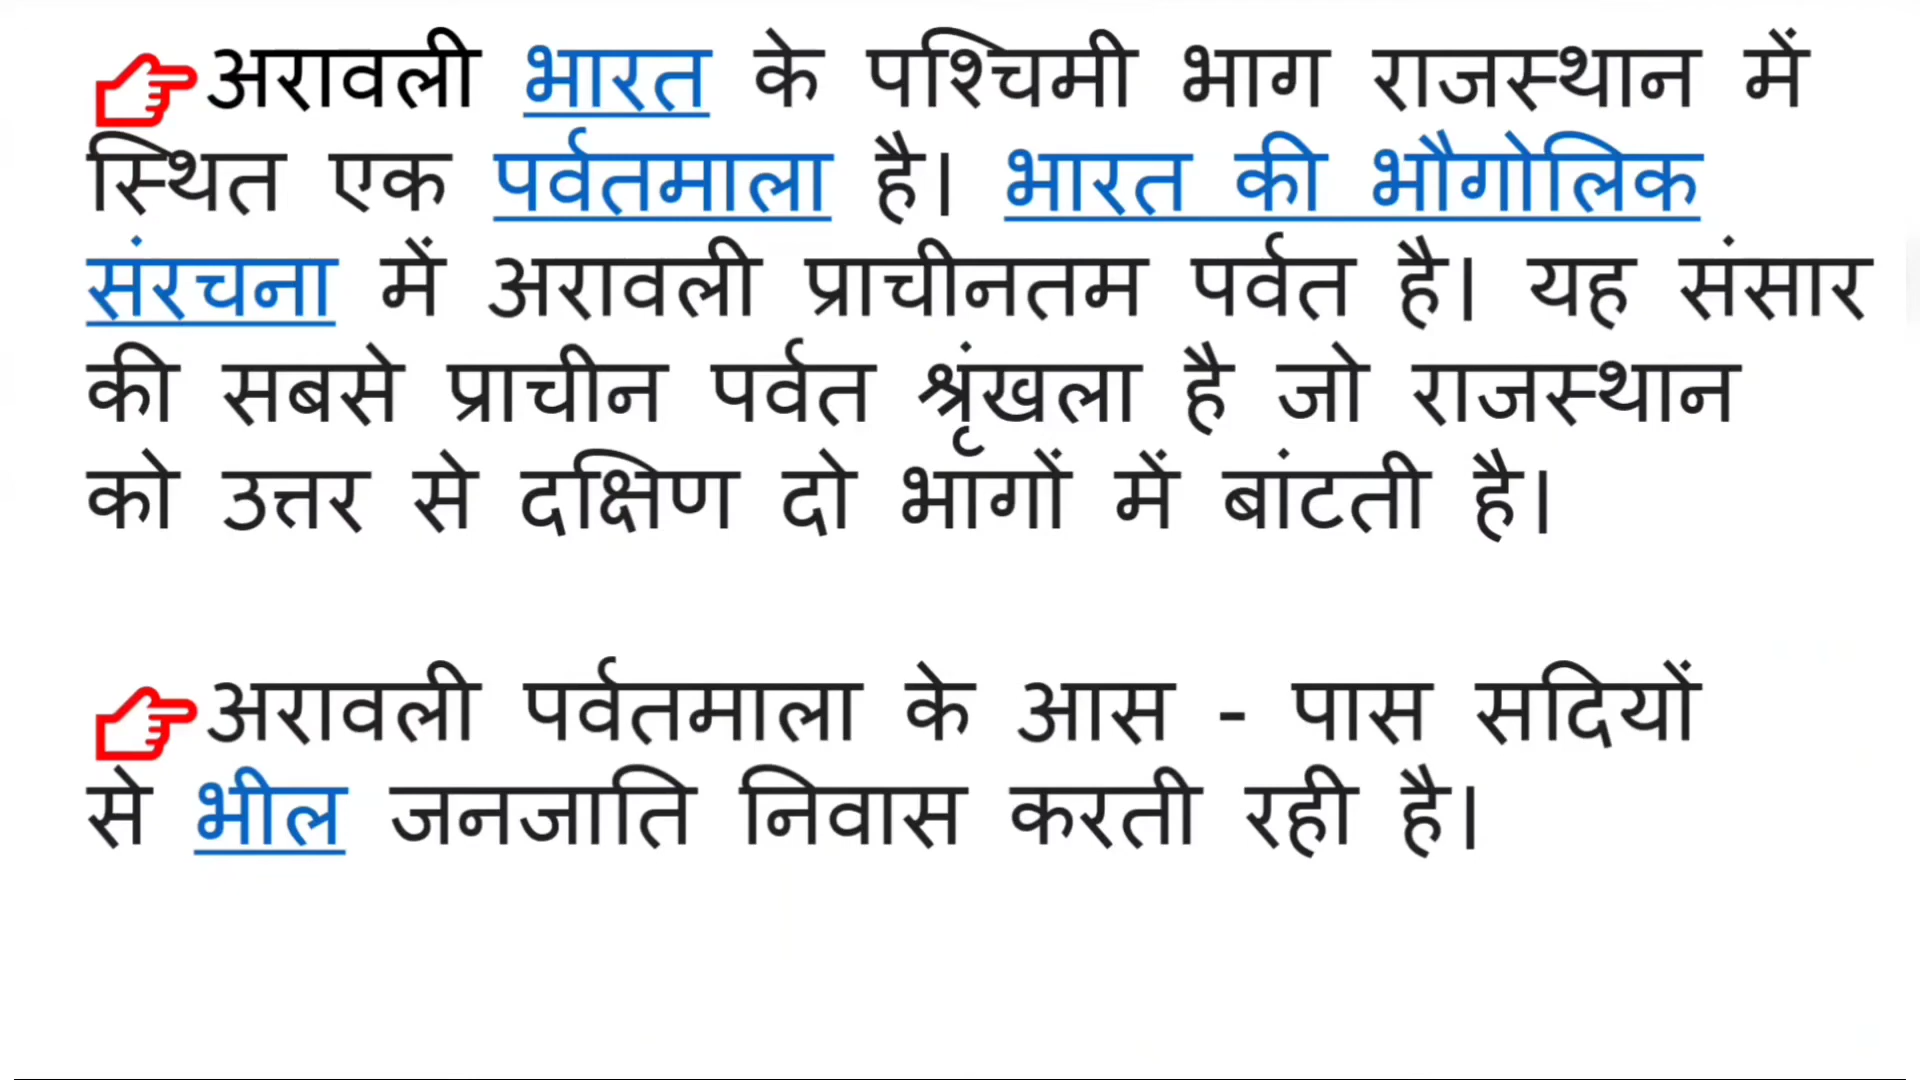 अरावली भारत के पश्चिमी भाग राजस्थान में
स्थित एक पर्वतमाला है। भारत की भौगोलिक
संरचना में अरावली प्राचीनतम पर्वत है। यह संसार
की सबसे प्राचीन पर्वत श्रृंखला है जो राजस्थान
को उत्तर से दक्षिण दो भागों में बांटती है।
अरावली पर्वतमाला के आस - पास सदियों
से भील जनजाति निवास करती रही है।